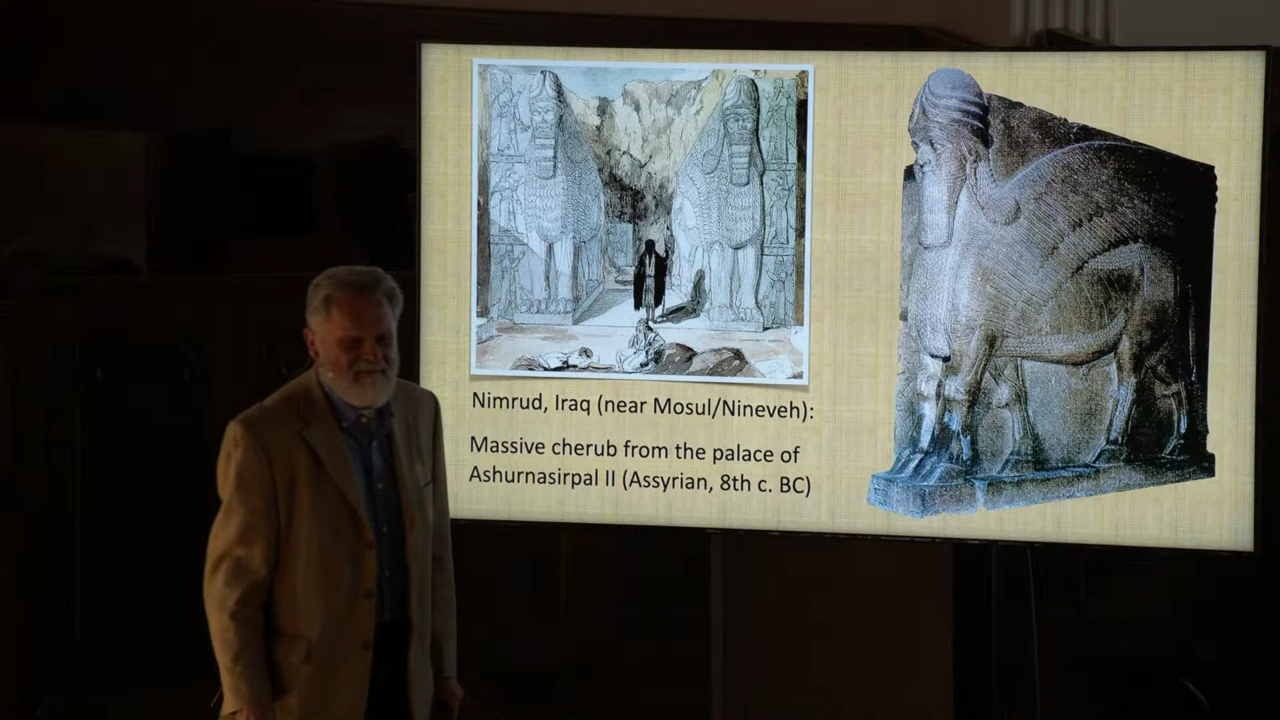 Nimrud, Iraq (near Mosul/Nineveh):
Massive cherub from the palace of
Ashurnasirpal II (Assyrian, 8th c. BC)